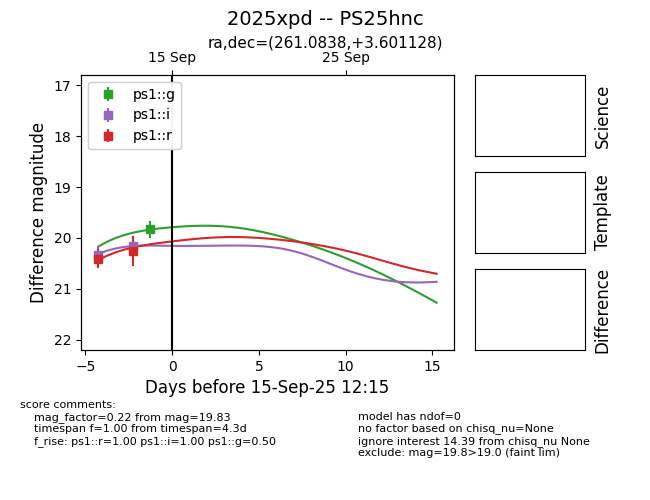 2025xpd -- PS25hnc
ra,dec=(261.0838,+3.601128)
15 Sep 25 Sep
17
18
19
20
21
22
Difference magnitude
ps1::g
ps1::i
ps1::r
−5 0 5 10 15
Days before 15-Sep-25 12:15
Science
Template
Difference
score comments:
mag_factor=0.22 from mag=19.83
timespan f=1.00 from timespan=4.3d
f_rise: ps1::r=1.00 ps1::i=1.00 ps1::g=0.50
model has ndof=0
no factor based on chisq_nu=None
ignore interest 14.39 from chisq_nu None
exclude: mag=19.8>19.0 (faint lim)